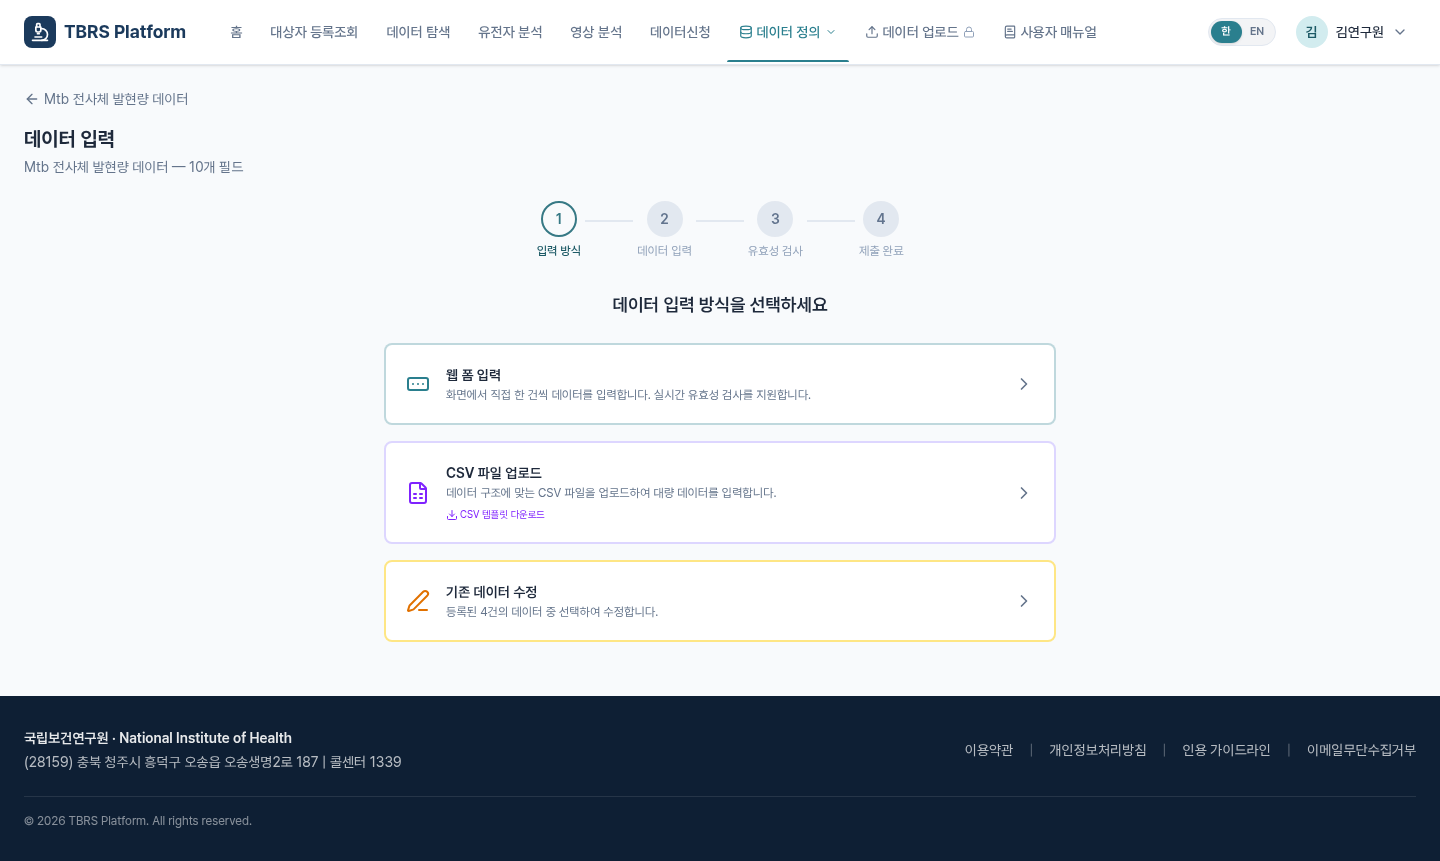 TBRS Platform
홈
대상자 등록조회
데이터 탐색
유전자 분석
영상 분석
데이터신청
데이터 정의
데이터 업로드
사용자 매뉴얼
한
EN
김
김연구원
Mtb 전사체 발현량 데이터
데이터 입력
Mtb 전사체 발현량 데이터 — 10개 필드
1
2
3
4
입력 방식
데이터 입력
유효성 검사
제출 완료
데이터 입력 방식을 선택하세요
웹 폼 입력
화면에서 직접 한 건씩 데이터를 입력합니다. 실시간 유효성 검사를 지원합니다.
CSV 파일 업로드
데이터 구조에 맞는 CSV 파일을 업로드하여 대량 데이터를 입력합니다.
CSV 템플릿 다운로드
기존 데이터 수정
등록된 4건의 데이터 중 선택하여 수정합니다.
국립보건연구원 · National Institute of Health
(28159) 충북 청주시 흥덕구 오송읍 오송생명2로 187 | 콜센터 1339
이용약관 | 개인정보처리방침 | 인용 가이드라인 | 이메일무단수집거부
© 2026 TBRS Platform. All rights reserved.